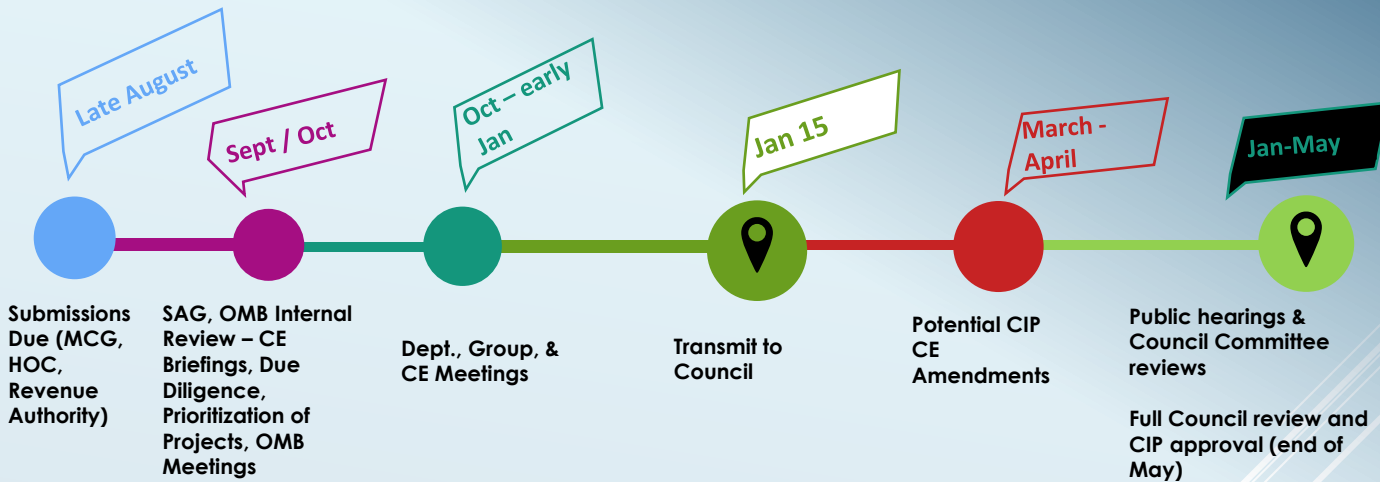 Late August
Sept / Oct
Oct – early
Jan
Jan 15
March -
April
Jan-May
Submissions
Due (MCG,
HOC,
Revenue
Authority)
SAG, OMB Internal
Review – CE
Briefings, Due
Diligence,
Prioritization of
Projects, OMB
Meetings
Dept., Group, &
CE Meetings
Transmit to
Council
Potential CIP
CE
Amendments
Public hearings &
Council Committee
reviews
Full Council review and
CIP approval (end of
May)